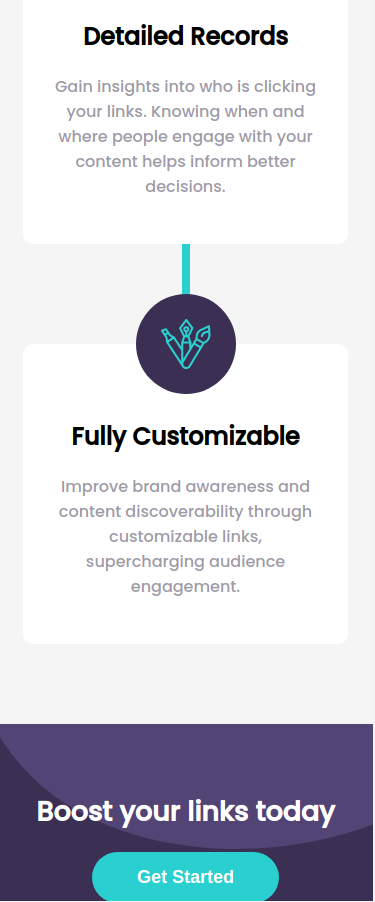 Detailed Records
Gain insights into who is clicking
your links. Knowing when and
where people engage with your
content helps inform better
decisions.
Fully Customizable
Improve brand awareness and
content discoverability through
customizable links,
supercharging audience
engagement.
Boost your links today
Get Started